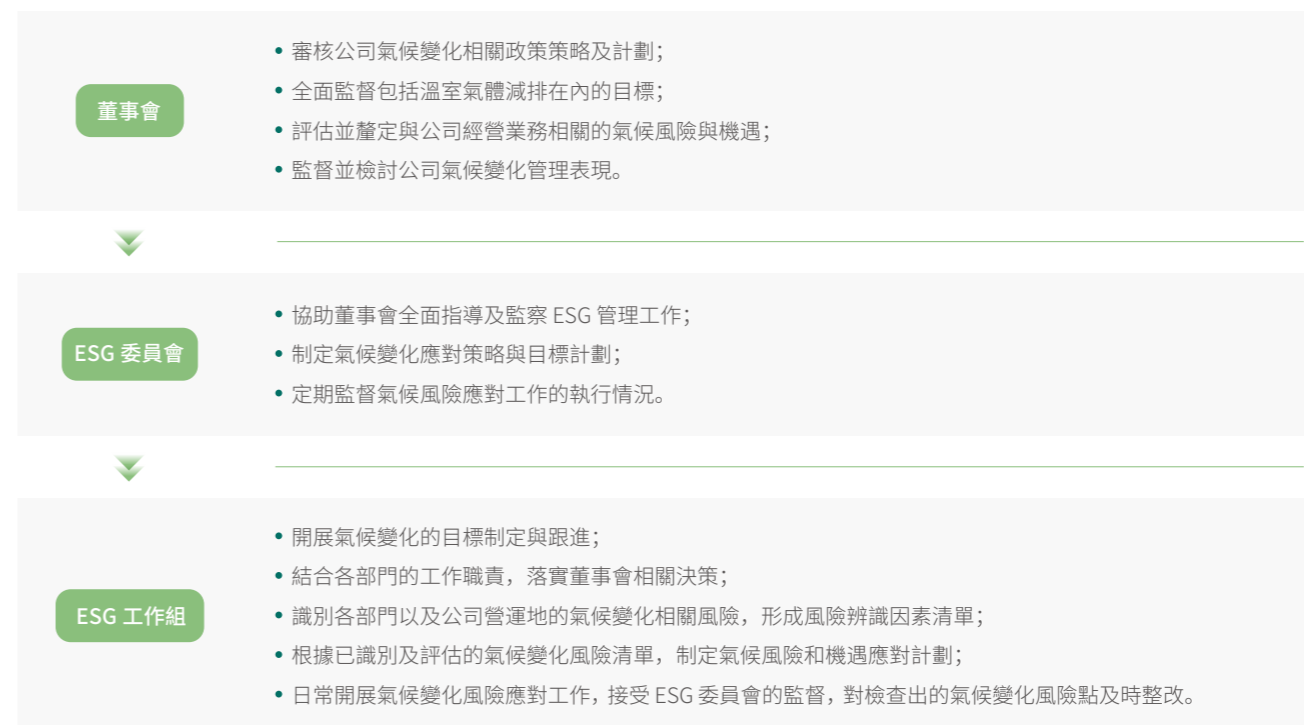 董事會
• 審核公司氣候變化相關政策策略及計劃；
• 全面監督包括溫室氣體減排在內的目標；
• 評估並釐定與公司經營業務相關的氣候風險與機遇；
• 監督並檢討公司氣候變化管理表現。
ESG 委員會
• 協助董事會全面指導及監察 ESG 管理工作；
• 制定氣候變化應對策略與目標計劃；
• 定期監督氣候風險應對工作的執行情況。
ESG 工作組
• 開展氣候變化的目標制定與跟進；
• 結合各部門的工作職責，落實董事會相關決策；
• 識別各部門以及公司營運地的氣候變化相關風險，形成風險辨識因素清單；
• 根據已識別及評估的氣候變化風險清單，制定氣候風險和機遇應對計劃；
• 日常開展氣候變化風險應對工作，接受 ESG 委員會的監督，對檢查出的氣候變化風險點及時整改。